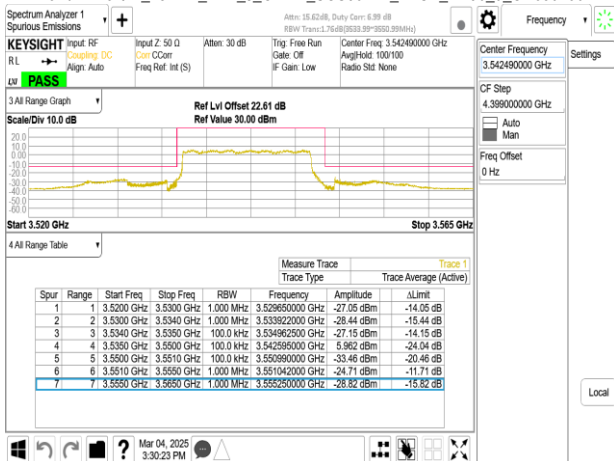 Spectrum Analyzer 1
Spurious Emissions
Attn: 15.62dB, Duty Corr: 6.99 dB
RBW Trans:1.76dB(3533.99~3550.99MHz)
Frequency
Settings
KEYSIGHT
Input: RF
Input Z: 50 Ω
Atten: 30 dB
Trig: Free Run
Center Freq: 3.542490000 GHz
RL
Coupling: DC
Corr CCorr
Gate: Off
Avg|Hold: 100/100
Align: Auto
Freq Ref: Int (S)
IF Gain: Low
Radio Std: None
LXI
PASS
Center Frequency
3.542490000 GHz
CF Step
4.399000000 GHz
Auto
Man
Freq Offset
0 Hz
Local
3 All Range Graph
Ref Lvl Offset 22.61 dB
Scale/Div 10.0 dB
Ref Value 30.00 dBm
20.0
10.0
0.00
-10.0
-20.0
-30.0
-40.0
-50.0
-60.0
Start 3.520 GHz
Stop 3.565 GHz
4 All Range Table
Measure Trace Trace 1
Trace Type Trace Average (Active)
Spur Range Start Freq Stop Freq RBW Frequency Amplitude ΔLimit
1 1 3.5200 GHz 3.5300 GHz 1.000 MHz 3.529650000 GHz -27.05 dBm -14.05 dB
2 2 3.5300 GHz 3.5340 GHz 1.000 MHz 3.533922000 GHz -28.44 dBm -15.44 dB
3 3 3.5340 GHz 3.5350 GHz 100.0 kHz 3.534962500 GHz -27.15 dBm -14.15 dB
4 4 3.5350 GHz 3.5500 GHz 100.0 kHz 3.542595000 GHz 5.962 dBm -24.04 dB
5 5 3.5500 GHz 3.5510 GHz 100.0 kHz 3.550990000 GHz -33.46 dBm -20.46 dB
6 6 3.5510 GHz 3.5550 GHz 1.000 MHz 3.551042000 GHz -24.71 dBm -11.71 dB
7 7 3.5550 GHz 3.5650 GHz 1.000 MHz 3.555250000 GHz -28.82 dBm -15.82 dB
Mar 04, 2025
3:30:23 PM